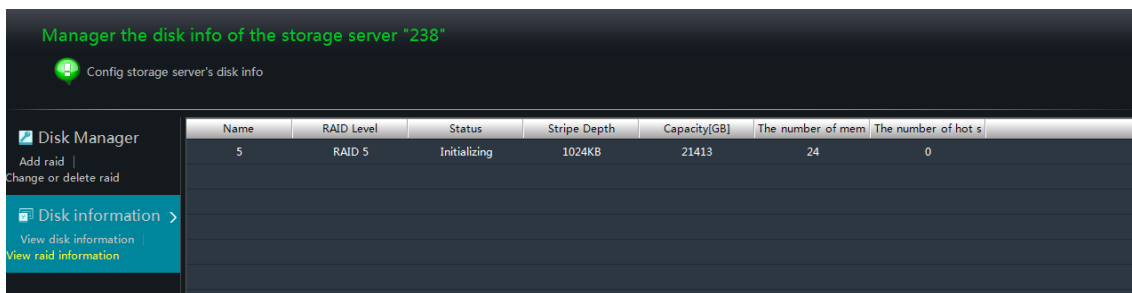 Manager the disk info of the storage server "238"
Config storage server's disk info
Disk Manager
Add raid |
Change or delete raid
Disk information >
View disk information |
View raid information
Name RAID Level Status Stripe Depth Capacity[GB] The number of mem The number of hot s
5 RAID 5 Initializing 1024KB 21413 24 0